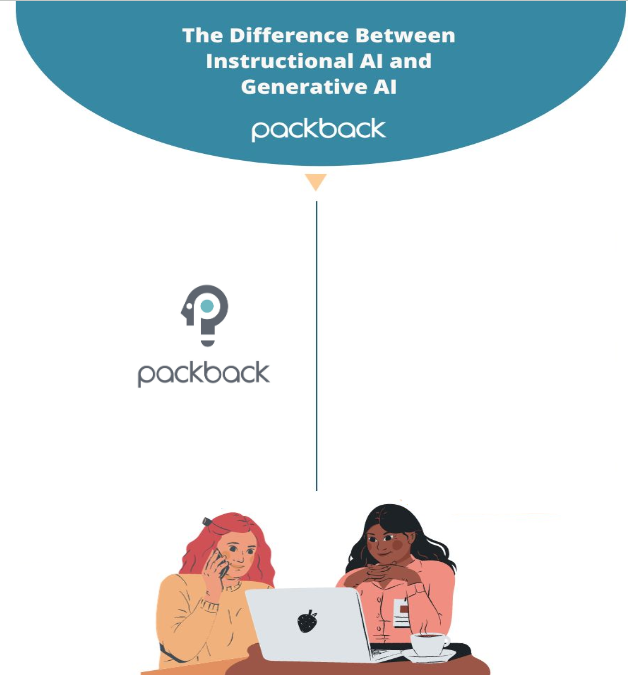 The Difference Between
Instructional AI and
Generative AI
packback
packback